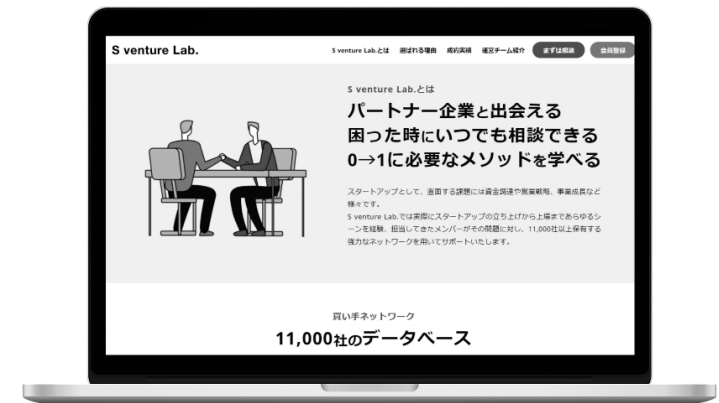 S venture Lab.
S venture Lab.とは 選ばれる理由 成約実績 運営チーム紹介 まずは相談 会員登録
S venture Lab.とは
パートナー企業と出会える
困った時にいつでも相談できる
0→1に必要なメソッドを学べる
スタートアップとして、直面する課題には資金調達や営業戦略、事業成長など
様々です。
S venture Lab.では実際にスタートアップの立ち上げから上場まであらゆるシ
ーンを経験、担当してきたメンバーがその問題に対し、11,000社以上保有する
強力なネットワークを用いてサポートいたします。
買い手ネットワーク
11,000社のデータベース